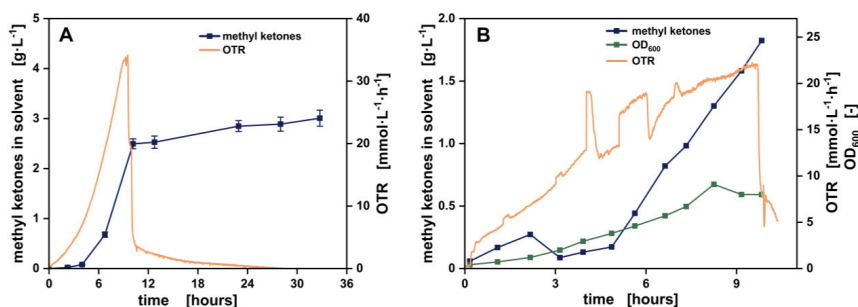 A
methyl ketones
OTR
methyl ketones in solvent [g·L⁻¹]
5
4
3
2
1
0
OTR [mmol·L⁻¹·h⁻¹]
40
30
20
10
0
0 6 12 18 24 30 36
time [hours]
B
methyl ketones
OD₆₀₀
OTR
methyl ketones in solvent [g·L⁻¹]
2.0
1.5
1.0
0.5
0.0
OTR [mmol·L⁻¹·h⁻¹]
OD₆₀₀ [-]
25
20
15
10
5
0
0 3 6 9
time [hours]